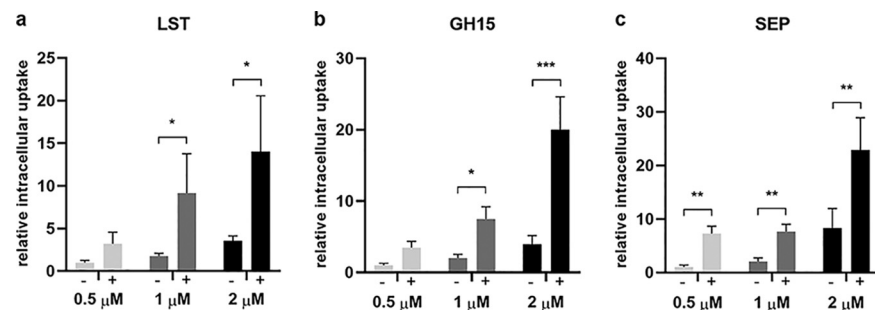 a
LST
relative intracellular uptake
25
20
15
10
5
0
*
*
- + - + - +
0.5 μM 1 μM 2 μM
b
GH15
relative intracellular uptake
30
20
10
0
*
***
- + - + - +
0.5 μM 1 μM 2 μM
c
SEP
relative intracellular uptake
40
30
20
10
0
**
**
**
- + - + - +
0.5 μM 1 μM 2 μM